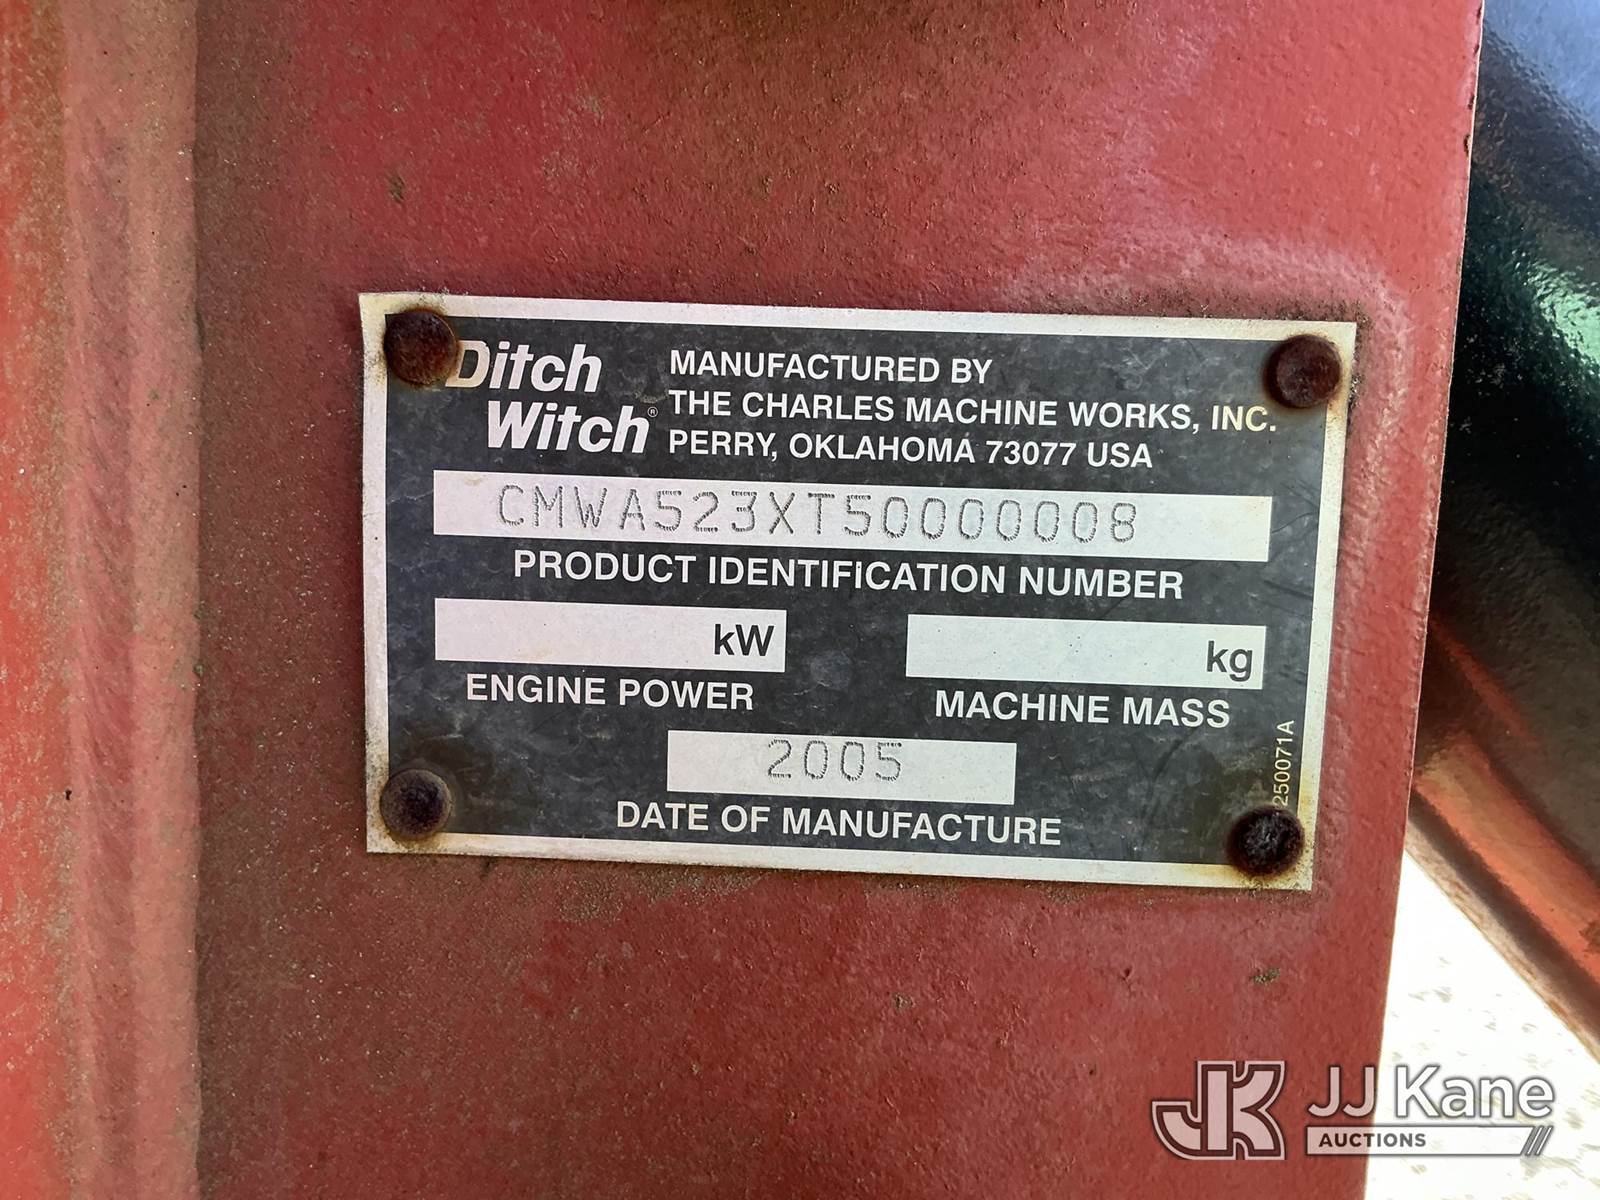 Ditch
Witch®
MANUFACTURED BY
THE CHARLES MACHINE WORKS, INC.
PERRY, OKLAHOMA 73077 USA
CMWA523XT50000008
PRODUCT IDENTIFICATION NUMBER
kW
ENGINE POWER
kg
MACHINE MASS
2005
DATE OF MANUFACTURE
250071A
JK
JJ Kane
AUCTIONS